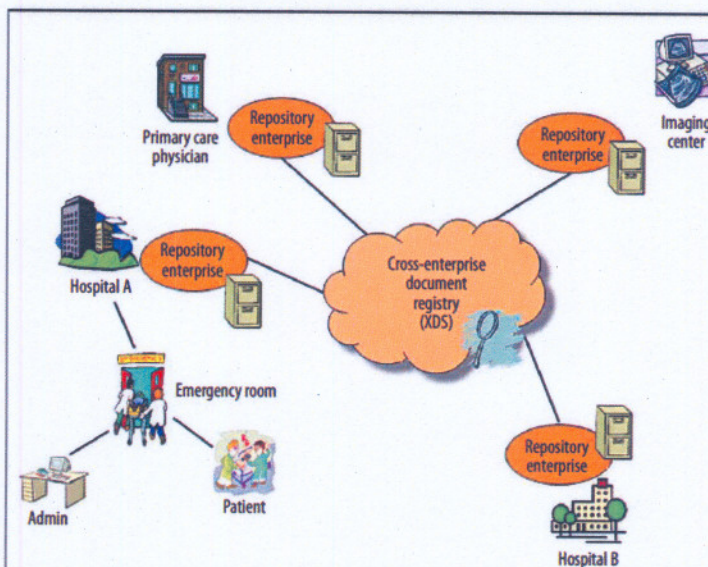 Primary care
physician
Repository
enterprise
Repository
enterprise
Imaging
center
Hospital A
Repository
enterprise
Cross-enterprise
document
registry
(XDS)
Emergency room
Admin
Patient
Repository
enterprise
Hospital B